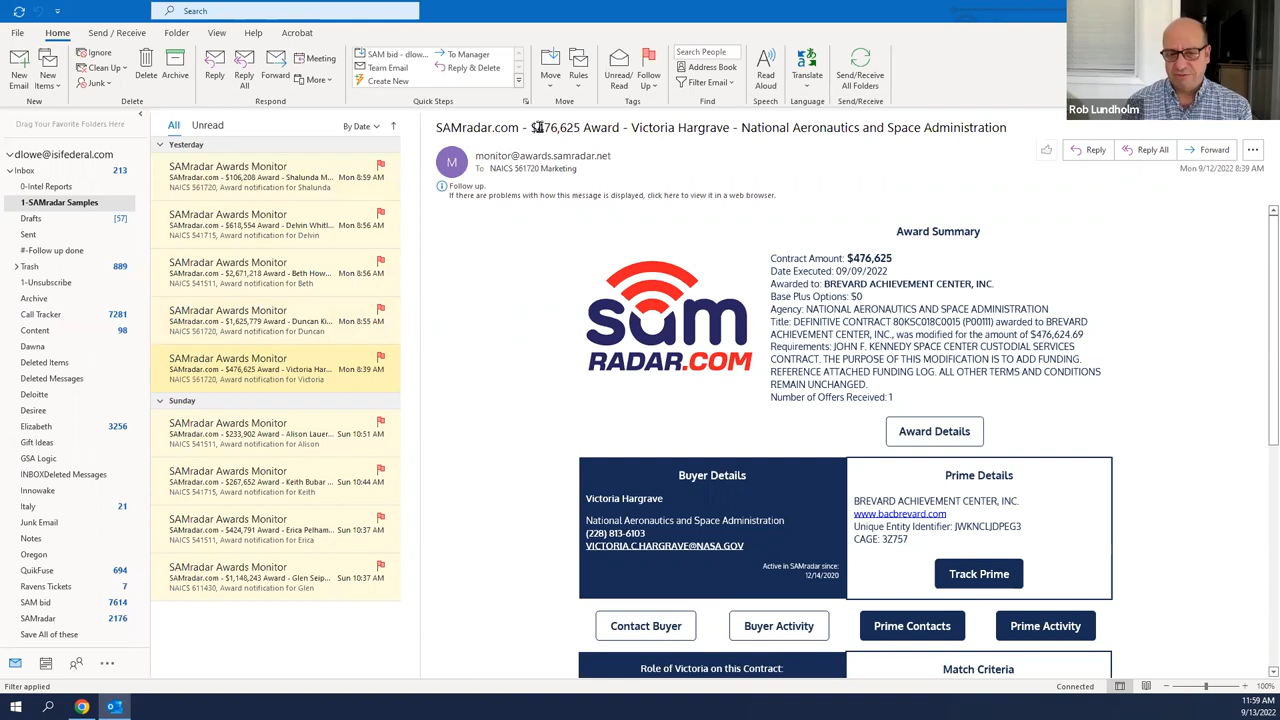 Search
File
Home
Send / Receive
Folder
View
Help
Acrobat
New Email
New Items
New
Ignore
Clean Up
Junk
Delete
Archive
Delete
Reply
Reply All
Forward
Meeting
More
Respond
SAM bid - dlow...
To Manager
Team Email
Reply & Delete
Create New
Quick Steps
Move
Rules
Move
Unread/ Read
Follow Up
Tags
Search People
Address Book
Filter Email
Find
Read Aloud
Speech
Translate
Language
Send/Receive All Folders
Send/Receive
Rob Lundholm
Drag Your Favorite Folders Here
dlowe@isifederal.com
Inbox 213
0-Intel Reports
1-SAMradar Samples
Drafts [57]
Sent
#-Follow up done
Trash 889
1-Unsubscribe
Archive
Call Tracker 7281
Content 98
Dawna
Deleted Items
Deleted Messages
Deloitte
Desiree
Elizabeth 3256
Gift Ideas
GSA Logic
INBOXDeleted Messages
Innowake
Italy 21
Junk Email
Notes
Oregon
QuikFuse 694
Ravens Tickets 7
SAM bid 7614
SAMradar 2176
Save All of these
All
Unread
By Date
Yesterday
SAMradar Awards Monitor
SAMradar.com - $106,208 Award - Shalunda M... Mon 8:59 AM
NAICS 561720, Award notification for Shalunda
SAMradar Awards Monitor
SAMradar.com - $618,554 Award - Delvin Whitl... Mon 8:56 AM
NAICS 541715, Award notification for Delvin
SAMradar Awards Monitor
SAMradar.com - $2,671,218 Award - Beth How... Mon 8:56 AM
NAICS 541511, Award notification for Beth
SAMradar Awards Monitor
SAMradar.com - $1,625,779 Award - Duncan Ki... Mon 8:55 AM
NAICS 561720, Award notification for Duncan
SAMradar Awards Monitor
SAMradar.com - $476,625 Award - Victoria Har... Mon 8:39 AM
NAICS 561720, Award notification for Victoria
Sunday
SAMradar Awards Monitor
SAMradar.com - $233,902 Award - Alison Lauer... Sun 10:51 AM
NAICS 541511, Award notification for Alison
SAMradar Awards Monitor
SAMradar.com - $267,652 Award - Keith Bubar ... Sun 10:44 AM
NAICS 541715, Award notification for Keith
SAMradar Awards Monitor
SAMradar.com - $424,791 Award - Erica Pelham... Sun 10:37 AM
NAICS 541511, Award notification for Erica
SAMradar Awards Monitor
SAMradar.com - $1,148,243 Award - Glen Seip... Sun 10:37 AM
NAICS 611430, Award notification for Glen
SAMradar.com - $476,625 Award - Victoria Hargrave - National Aeronautics and Space Administration
M
monitor@awards.samradar.net
To NAICS 561720 Marketing
Reply
Reply All
Forward
Mon 9/12/2022 8:39 AM
Follow up.
If there are problems with how this message is displayed, click here to view it in a web browser.
sam
RADAR.COM
Award Summary
Contract Amount: $476,625
Date Executed: 09/09/2022
Awarded to: BREVARD ACHIEVEMENT CENTER, INC.
Base Plus Options: $0
Agency: NATIONAL AERONAUTICS AND SPACE ADMINISTRATION
Title: DEFINITIVE CONTRACT 80KSC018C0015 (P00111) awarded to BREVARD
ACHIEVEMENT CENTER, INC., was modified for the amount of $476,624.69
Requirements: JOHN F. KENNEDY SPACE CENTER CUSTODIAL SERVICES
CONTRACT. THE PURPOSE OF THIS MODIFICATION IS TO ADD FUNDING.
REFERENCE ATTACHED FUNDING LOG. ALL OTHER TERMS AND CONDITIONS
REMAIN UNCHANGED.
Number of Offers Received: 1
Award Details
Buyer Details
Victoria Hargrave
National Aeronautics and Space Administration
(228) 813-6103
VICTORIA.C.HARGRAVE@NASA.GOV
Active in SAMradar since:
12/14/2020
Prime Details
BREVARD ACHIEVEMENT CENTER, INC.
www.bacbrevard.com
Unique Entity Identifier: JWKNCLJDPEG3
CAGE: 3Z757
Track Prime
Contact Buyer
Buyer Activity
Prime Contacts
Prime Activity
Role of Victoria on this Contract:
Match Criteria
Filter applied
Connected
100%
11:59 AM
9/13/2022